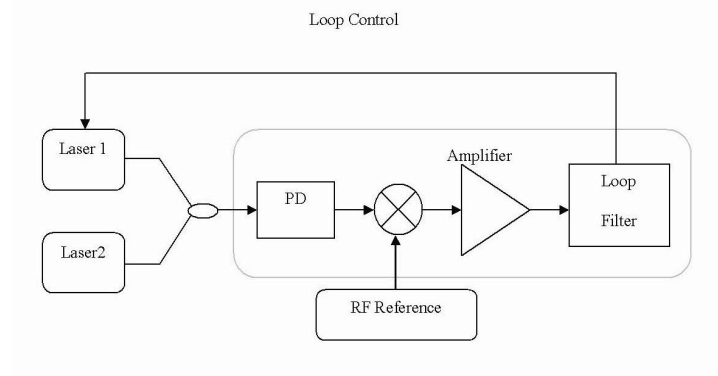 Loop Control
Laser 1
Amplifier
Loop
Filter
PD
Laser2
RF Reference